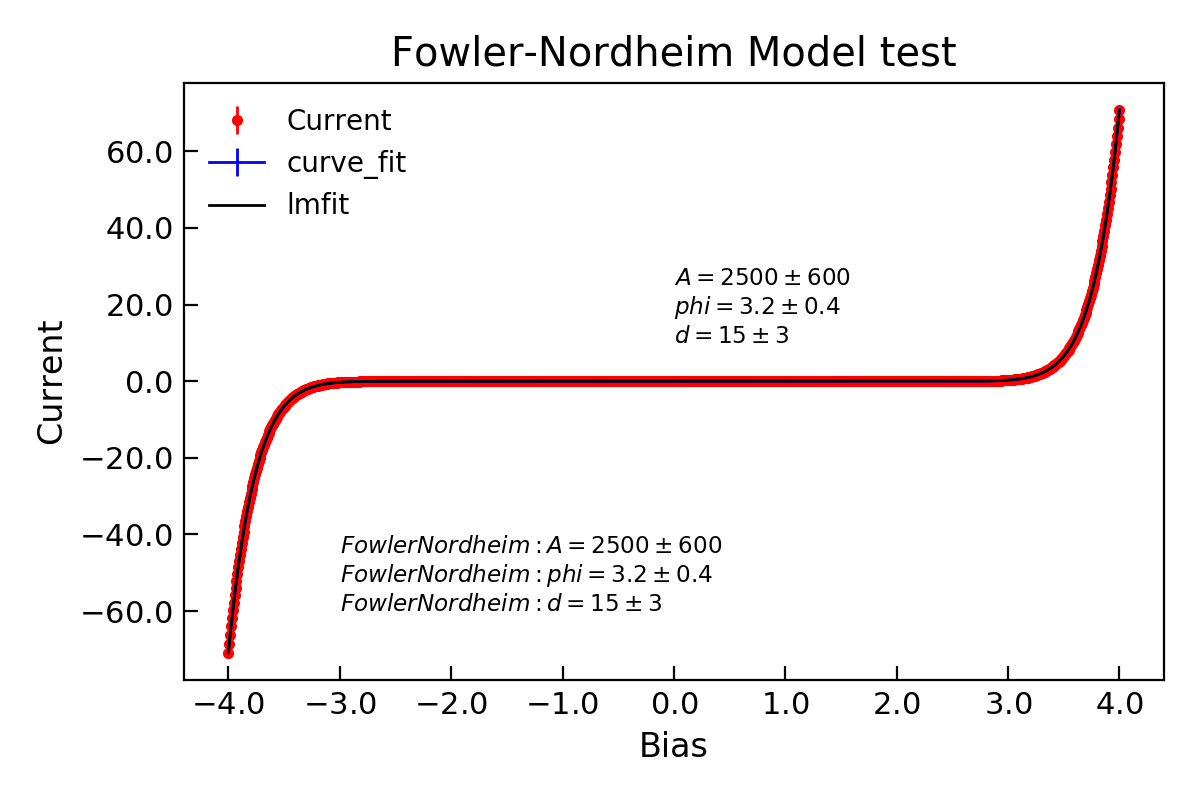 Fowler-Nordheim Model test
Current
curve_fit
lmfit
60.0
40.0
20.0
0.0
−20.0
−40.0
−60.0
Current
A = 2500 ± 600
phi = 3.2 ± 0.4
d = 15 ± 3
FowlerNordheim : A = 2500 ± 600
FowlerNordheim : phi = 3.2 ± 0.4
FowlerNordheim : d = 15 ± 3
−4.0 −3.0 −2.0 −1.0 0.0 1.0 2.0 3.0 4.0
Bias